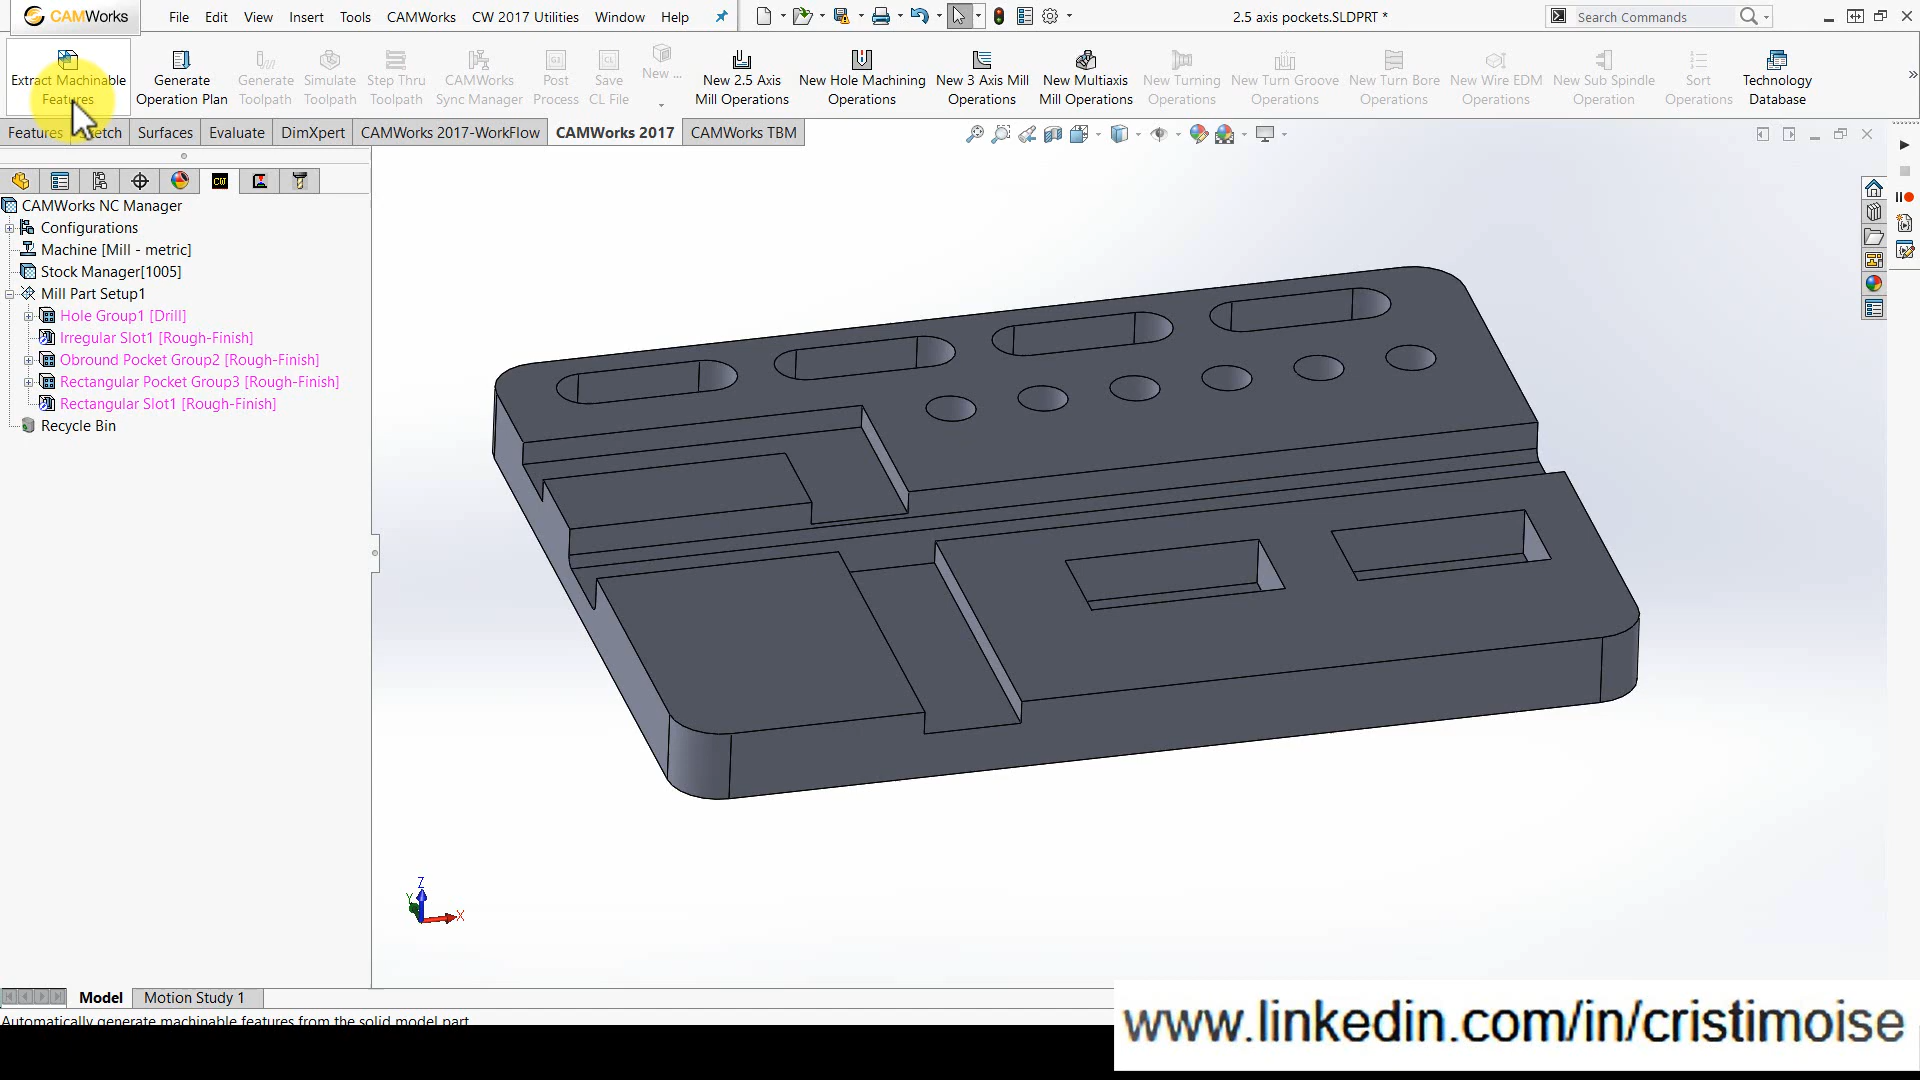 CAMWorks File Edit View Insert Tools CAMWorks CW 2017 Utilities Window Help 2.5 axis pockets.SLDPRT * Search Commands
Extract Machinable Features
Generate Operation Plan
Generate Toolpath
Simulate Toolpath
Step Thru Toolpath
CAMWorks Sync Manager
Post Process
Save CL File
New ...
New 2.5 Axis Mill Operations
New Hole Machining Operations
New 3 Axis Mill Operations
New Multiaxis Mill Operations
New Turning Operations
New Turn Groove Operations
New Turn Bore Operations
New Wire EDM Operations
New Sub Spindle Operation
Sort Operations
Technology Database
Features Surfaces Evaluate DimXpert CAMWorks 2017-WorkFlow CAMWorks 2017 CAMWorks TBM
CAMWorks NC Manager
Configurations
Machine [Mill - metric]
Stock Manager[1005]
Mill Part Setup1
Hole Group1 [Drill]
Irregular Slot1 [Rough-Finish]
Obround Pocket Group2 [Rough-Finish]
Rectangular Pocket Group3 [Rough-Finish]
Rectangular Slot1 [Rough-Finish]
Recycle Bin
Z
Y
X
Model Motion Study 1
Automatically generate machinable features from the solid model part
www.linkedin.com/in/cristimoise